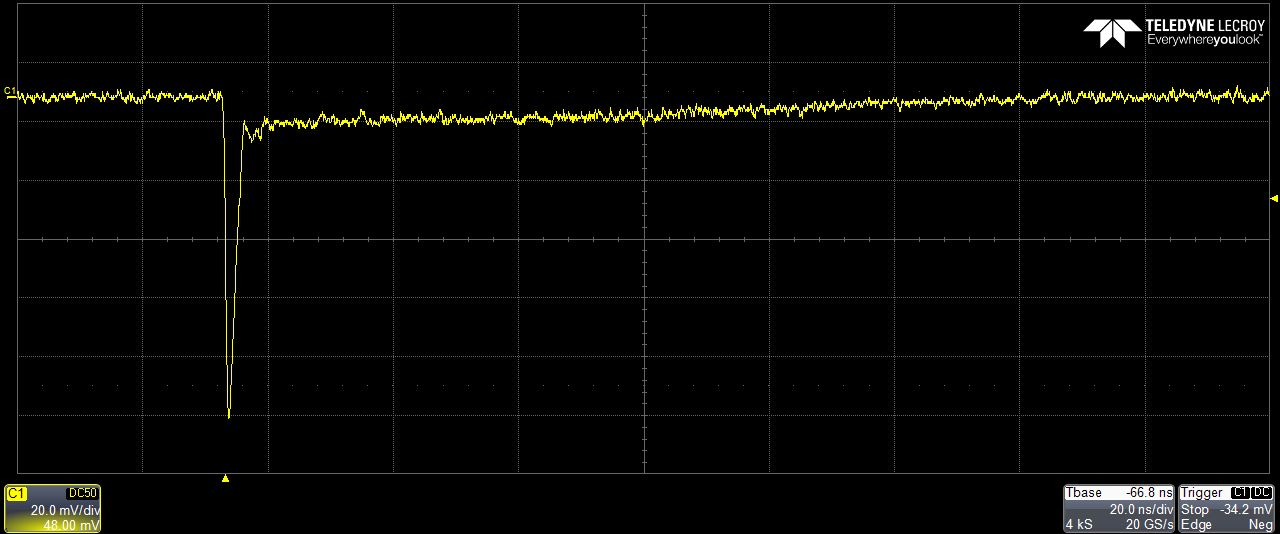 TELEDYNE LECROY
Everywhereyoulook™
C1
C1 DC50
20.0 mV/div
48.00 mV
Tbase -66.8 ns
20.0 ns/div
4 kS 20 GS/s
Trigger C1 DC
Stop -34.2 mV
Edge Neg